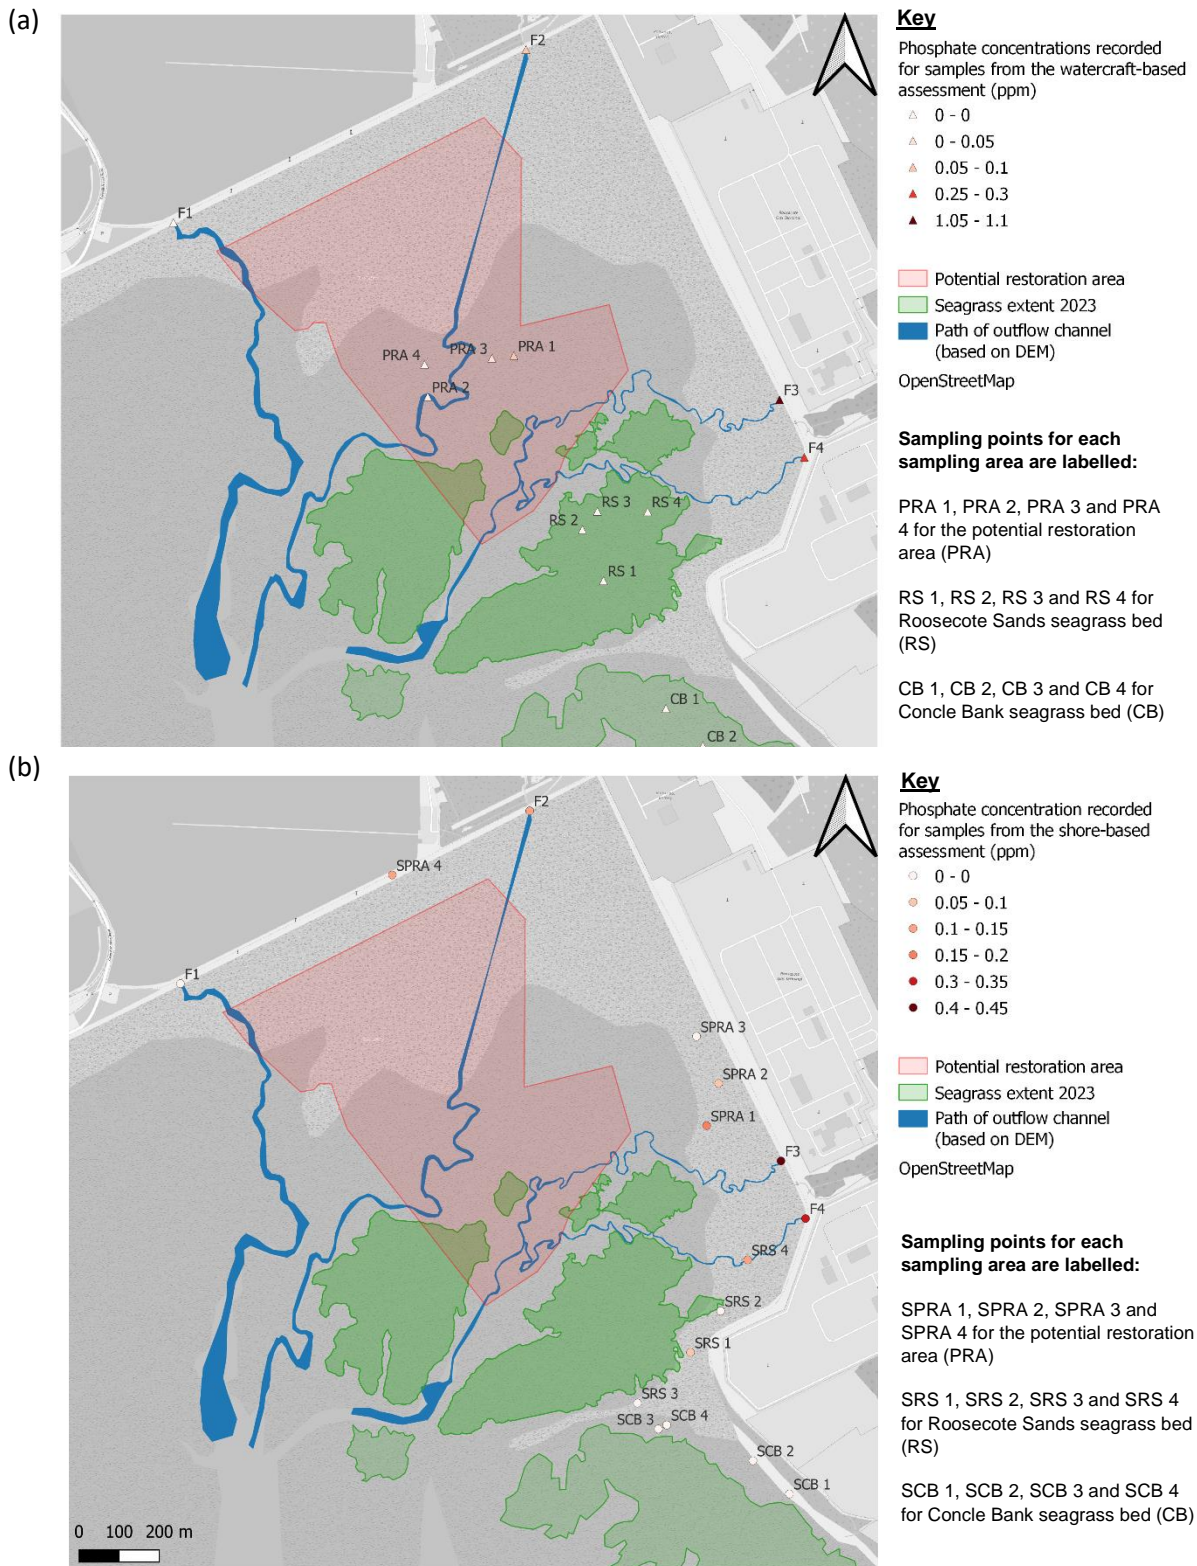 (a)
F2
F1
PRA 4
PRA 3
PRA 1
PRA 2
F3
F4
RS 3
RS 4
RS 2
RS 1
CB 1
CB 2
Key
Phosphate concentrations recorded
for samples from the watercraft-based
assessment (ppm)
0 - 0
0 - 0.05
0.05 - 0.1
0.25 - 0.3
1.05 - 1.1
Potential restoration area
Seagrass extent 2023
Path of outflow channel
(based on DEM)
OpenStreetMap
Sampling points for each
sampling area are labelled:
PRA 1, PRA 2, PRA 3 and PRA
4 for the potential restoration
area (PRA)
RS 1, RS 2, RS 3 and RS 4 for
Roosecote Sands seagrass bed
(RS)
CB 1, CB 2, CB 3 and CB 4 for
Concle Bank seagrass bed (CB)
(b)
F2
SPRA 4
F1
SPRA 3
SPRA 2
SPRA 1
F3
F4
SRS 4
SRS 2
SRS 1
SRS 3
SCB 3
SCB 4
SCB 2
SCB 1
0 100 200 m
Key
Phosphate concentration recorded
for samples from the shore-based
assessment (ppm)
0 - 0
0.05 - 0.1
0.1 - 0.15
0.15 - 0.2
0.3 - 0.35
0.4 - 0.45
Potential restoration area
Seagrass extent 2023
Path of outflow channel
(based on DEM)
OpenStreetMap
Sampling points for each
sampling area are labelled:
SPRA 1, SPRA 2, SPRA 3 and
SPRA 4 for the potential restoration
area (PRA)
SRS 1, SRS 2, SRS 3 and SRS 4
for Roosecote Sands seagrass bed
(RS)
SCB 1, SCB 2, SCB 3 and SCB 4
for Concle Bank seagrass bed (CB)